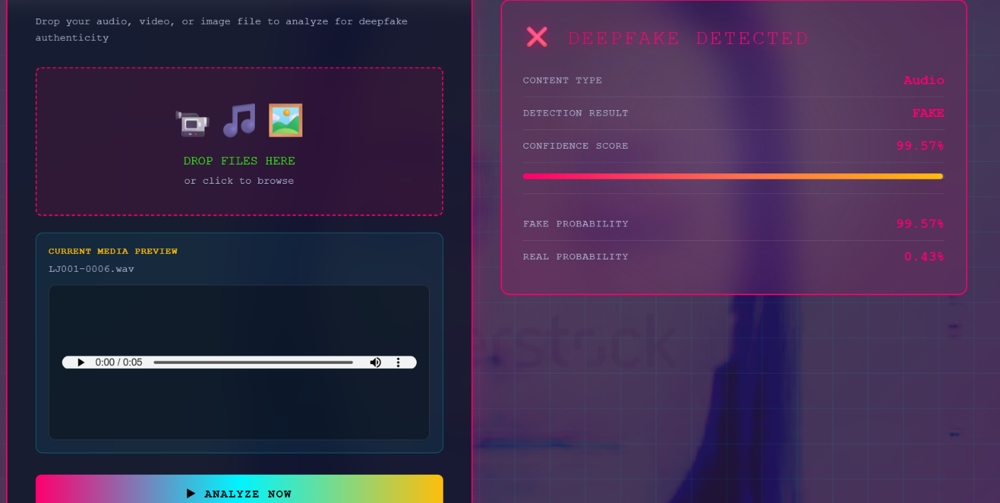 Drop your audio, video, or image file to analyze for deepfake
authenticity
DROP FILES HERE
or click to browse
CURRENT MEDIA PREVIEW
LJ001-0006.wav
0:00 / 0:05
ANALYZE NOW
DEEPFAKE DETECTED
CONTENT TYPE Audio
DETECTION RESULT FAKE
CONFIDENCE SCORE 99.57%
FAKE PROBABILITY 99.57%
REAL PROBABILITY 0.43%